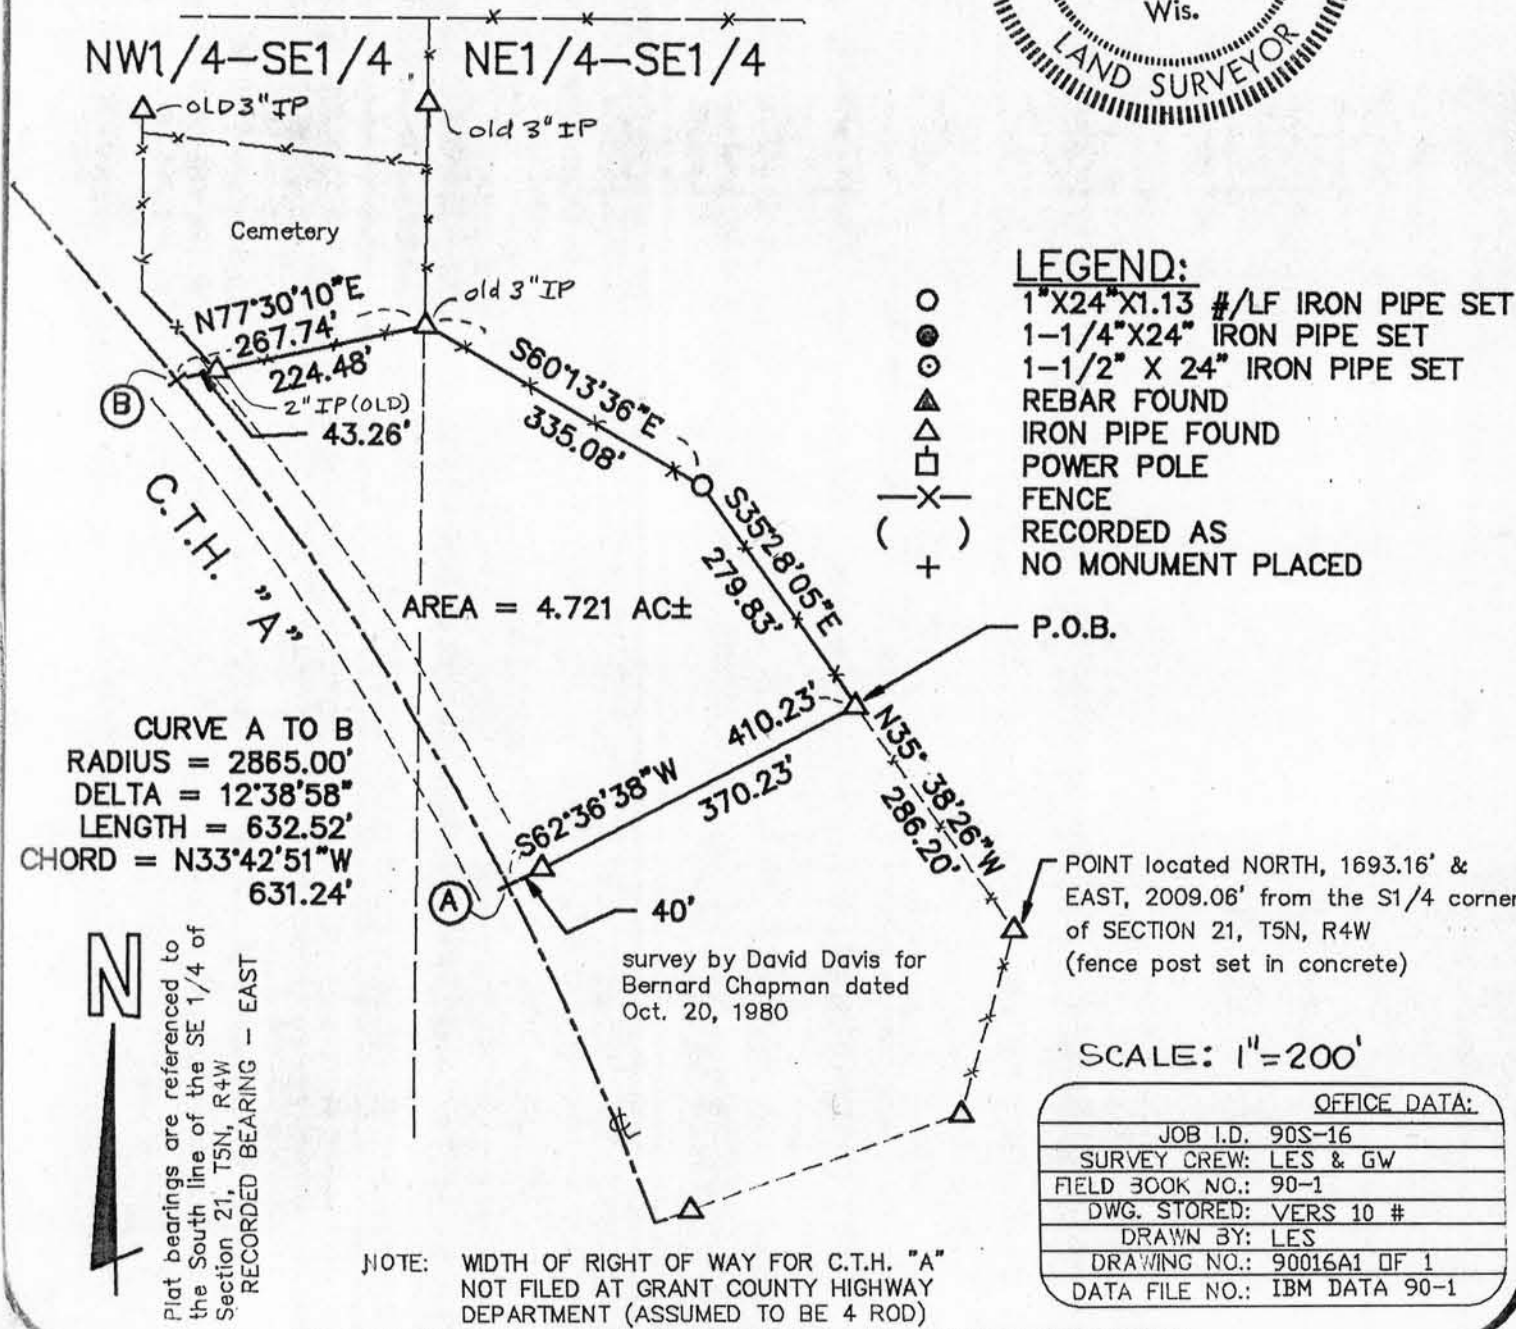 Wis.
LAND SURVEYOR
NW1/4-SE1/4
NE1/4-SE1/4
OLD 3" IP
old 3" IP
Cemetery
old 3" IP
N77°30'10"E
267.74'
224.48'
2" IP (OLD)
43.26'
B
S60°13'36"E
335.08'
LEGEND:
1"X24"X1.13 #/LF IRON PIPE SET
1-1/4"X24" IRON PIPE SET
1-1/2" X 24" IRON PIPE SET
REBAR FOUND
IRON PIPE FOUND
POWER POLE
FENCE
( ) RECORDED AS
+ NO MONUMENT PLACED
C.T.H. "A"
S35°28'05"E
279.83'
AREA = 4.721 AC±
P.O.B.
CURVE A TO B
RADIUS = 2865.00'
DELTA = 12°38'58"
LENGTH = 632.52'
CHORD = N33°42'51"W
631.24'
410.23'
S62°36'38"W
370.23'
N35° 38'26"W
286.20'
A
40'
POINT located NORTH, 1693.16' &
EAST, 2009.06' from the S1/4 corner
of SECTION 21, T5N, R4W
(fence post set in concrete)
survey by David Davis for
Bernard Chapman dated
Oct. 20, 1980
N
Plat bearings are referenced to
the South line of the SE 1/4 of
Section 21, T5N, R4W
RECORDED BEARING - EAST
SCALE: 1"=200'
OFFICE DATA:
JOB I.D. 90S-16
SURVEY CREW: LES & GW
FIELD BOOK NO.: 90-1
DWG. STORED: VERS 10 #
DRAWN BY: LES
DRAWING NO.: 90016A1 OF 1
DATA FILE NO.: IBM DATA 90-1
NOTE: WIDTH OF RIGHT OF WAY FOR C.T.H. "A"
NOT FILED AT GRANT COUNTY HIGHWAY
DEPARTMENT (ASSUMED TO BE 4 ROD)